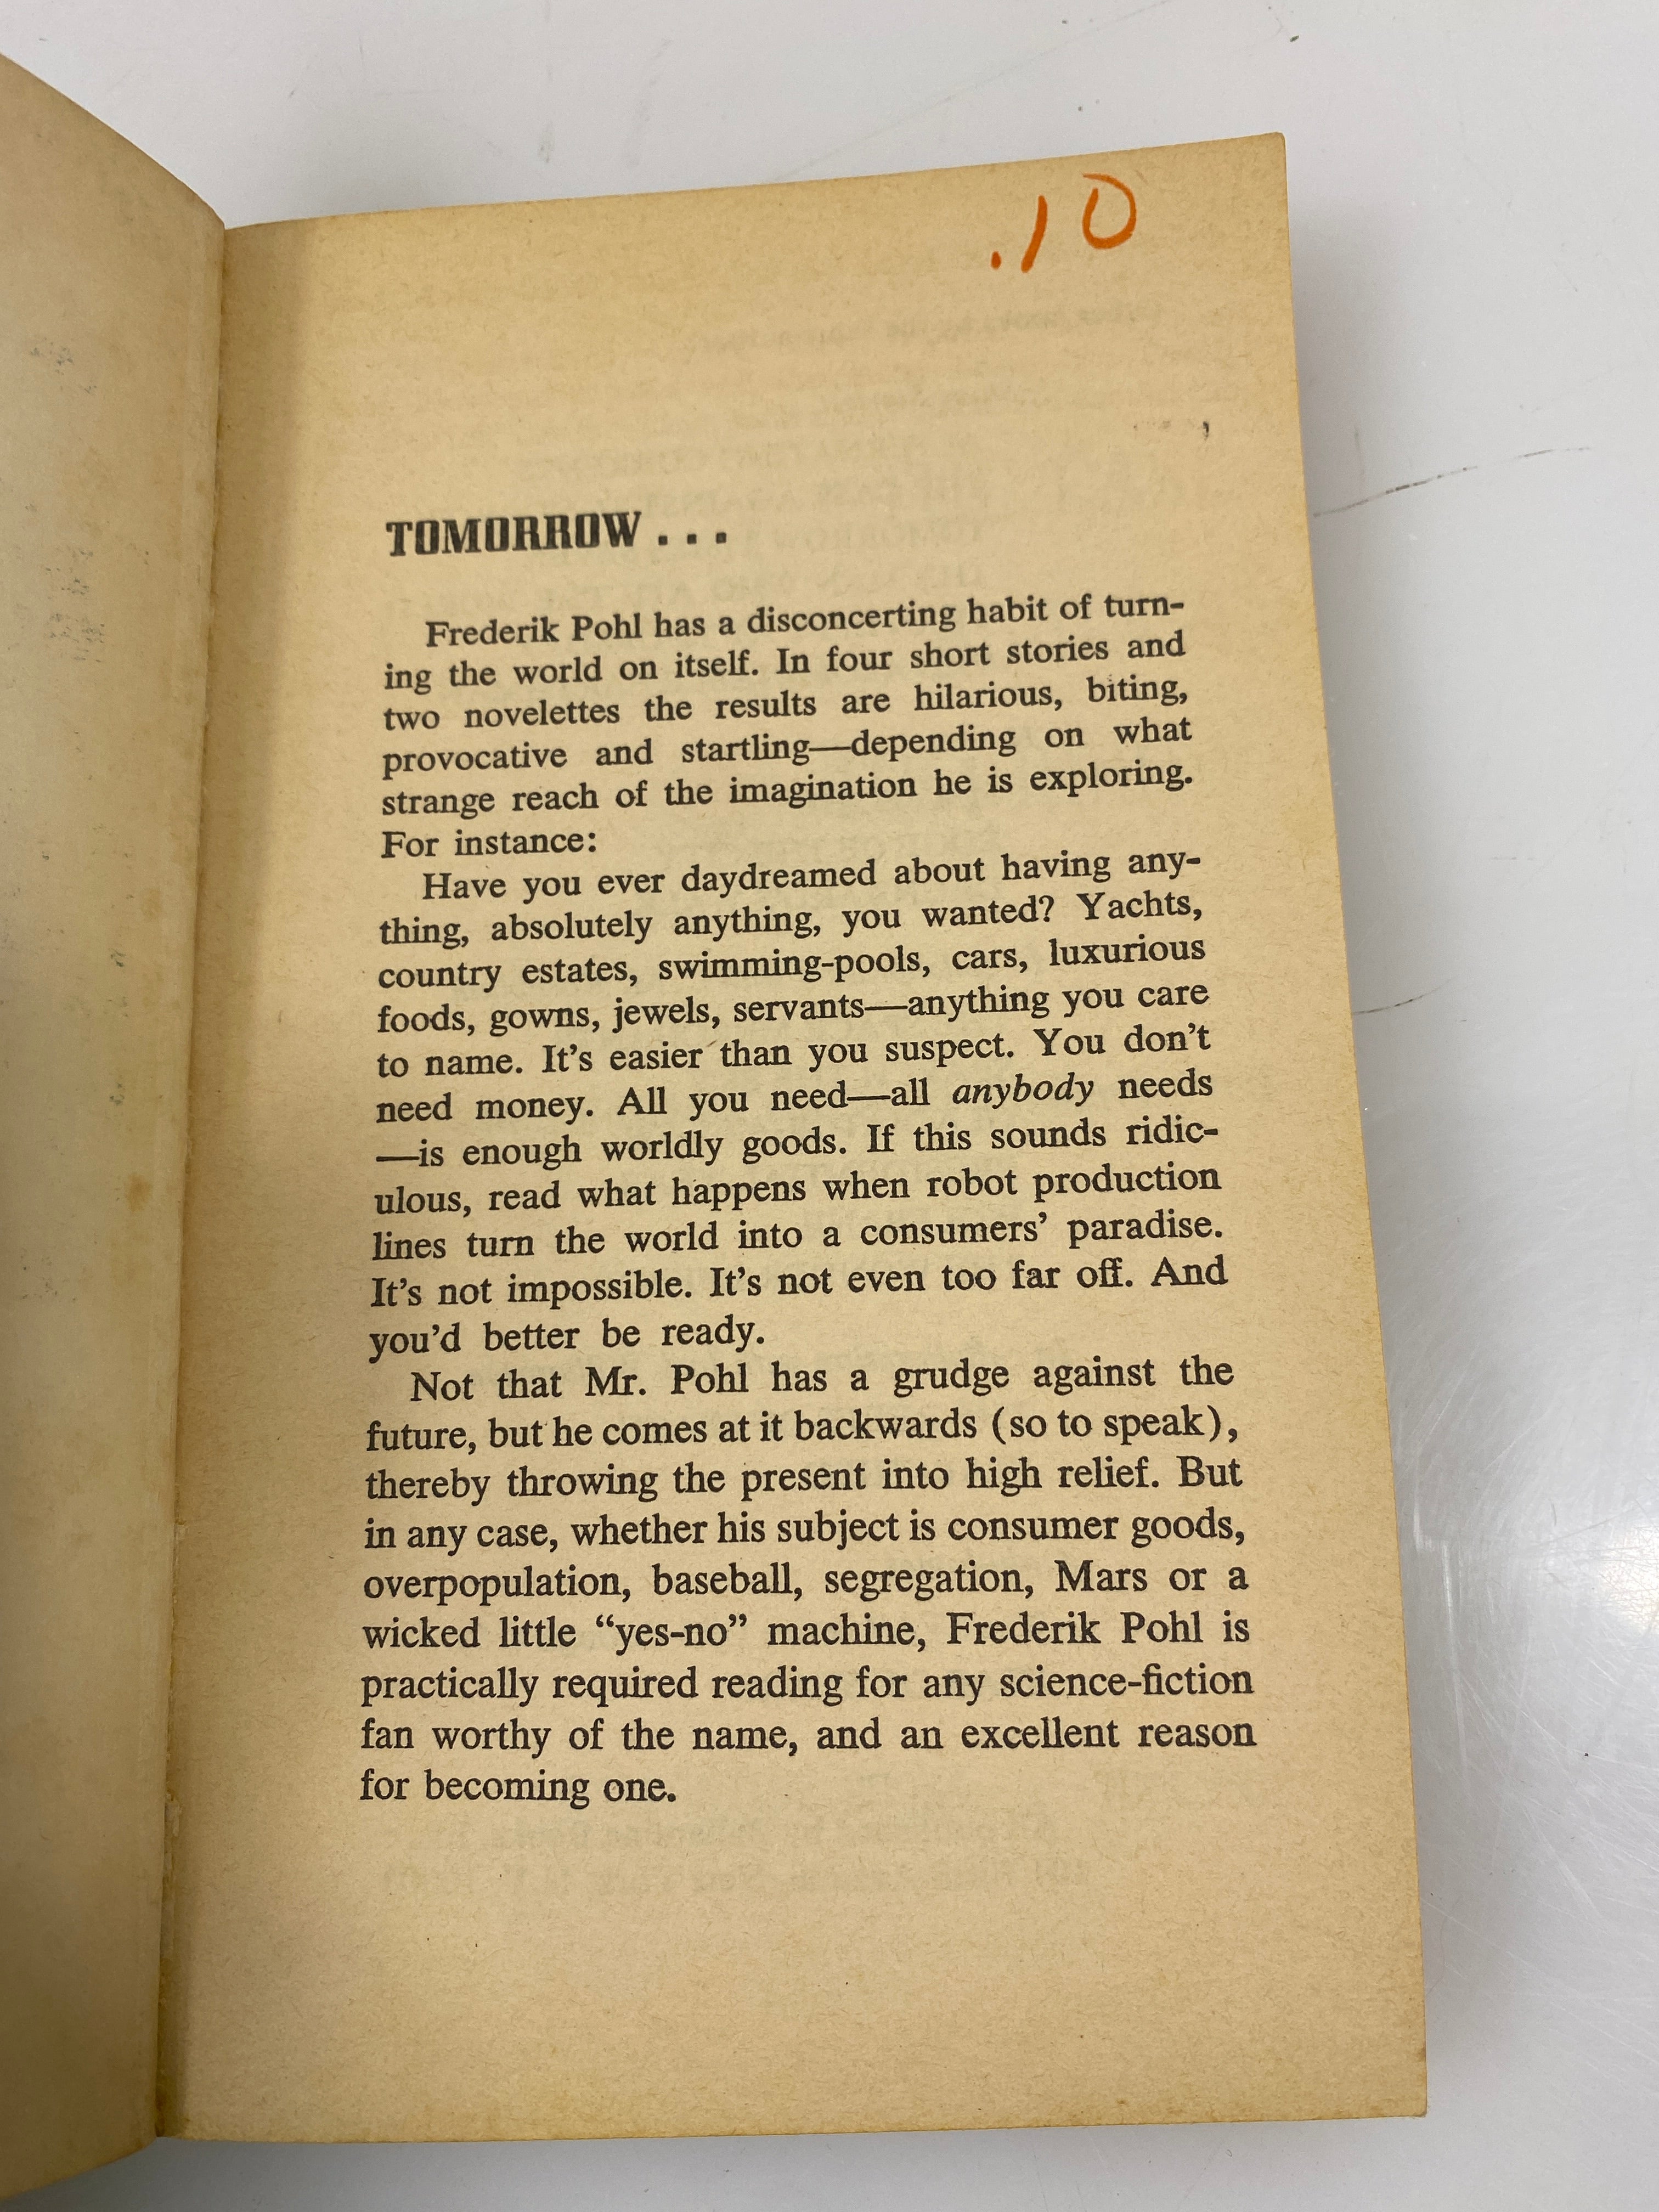 .10
TOMORROW . . .
Frederik Pohl has a disconcerting habit of turn-
ing the world on itself. In four short stories and
two novelettes the results are hilarious, biting,
provocative and startling—depending on what
strange reach of the imagination he is exploring.
For instance:
Have you ever daydreamed about having any-
thing, absolutely anything, you wanted? Yachts,
country estates, swimming-pools, cars, luxurious
foods, gowns, jewels, servants—anything you care
to name. It's easier than you suspect. You don't
need money. All you need—all anybody needs
—is enough worldly goods. If this sounds ridic-
ulous, read what happens when robot production
lines turn the world into a consumers' paradise.
It's not impossible. It's not even too far off. And
you'd better be ready.
Not that Mr. Pohl has a grudge against the
future, but he comes at it backwards (so to speak),
thereby throwing the present into high relief. But
in any case, whether his subject is consumer goods,
overpopulation, baseball, segregation, Mars or a
wicked little “yes-no” machine, Frederik Pohl is
practically required reading for any science-fiction
fan worthy of the name, and an excellent reason
for becoming one.